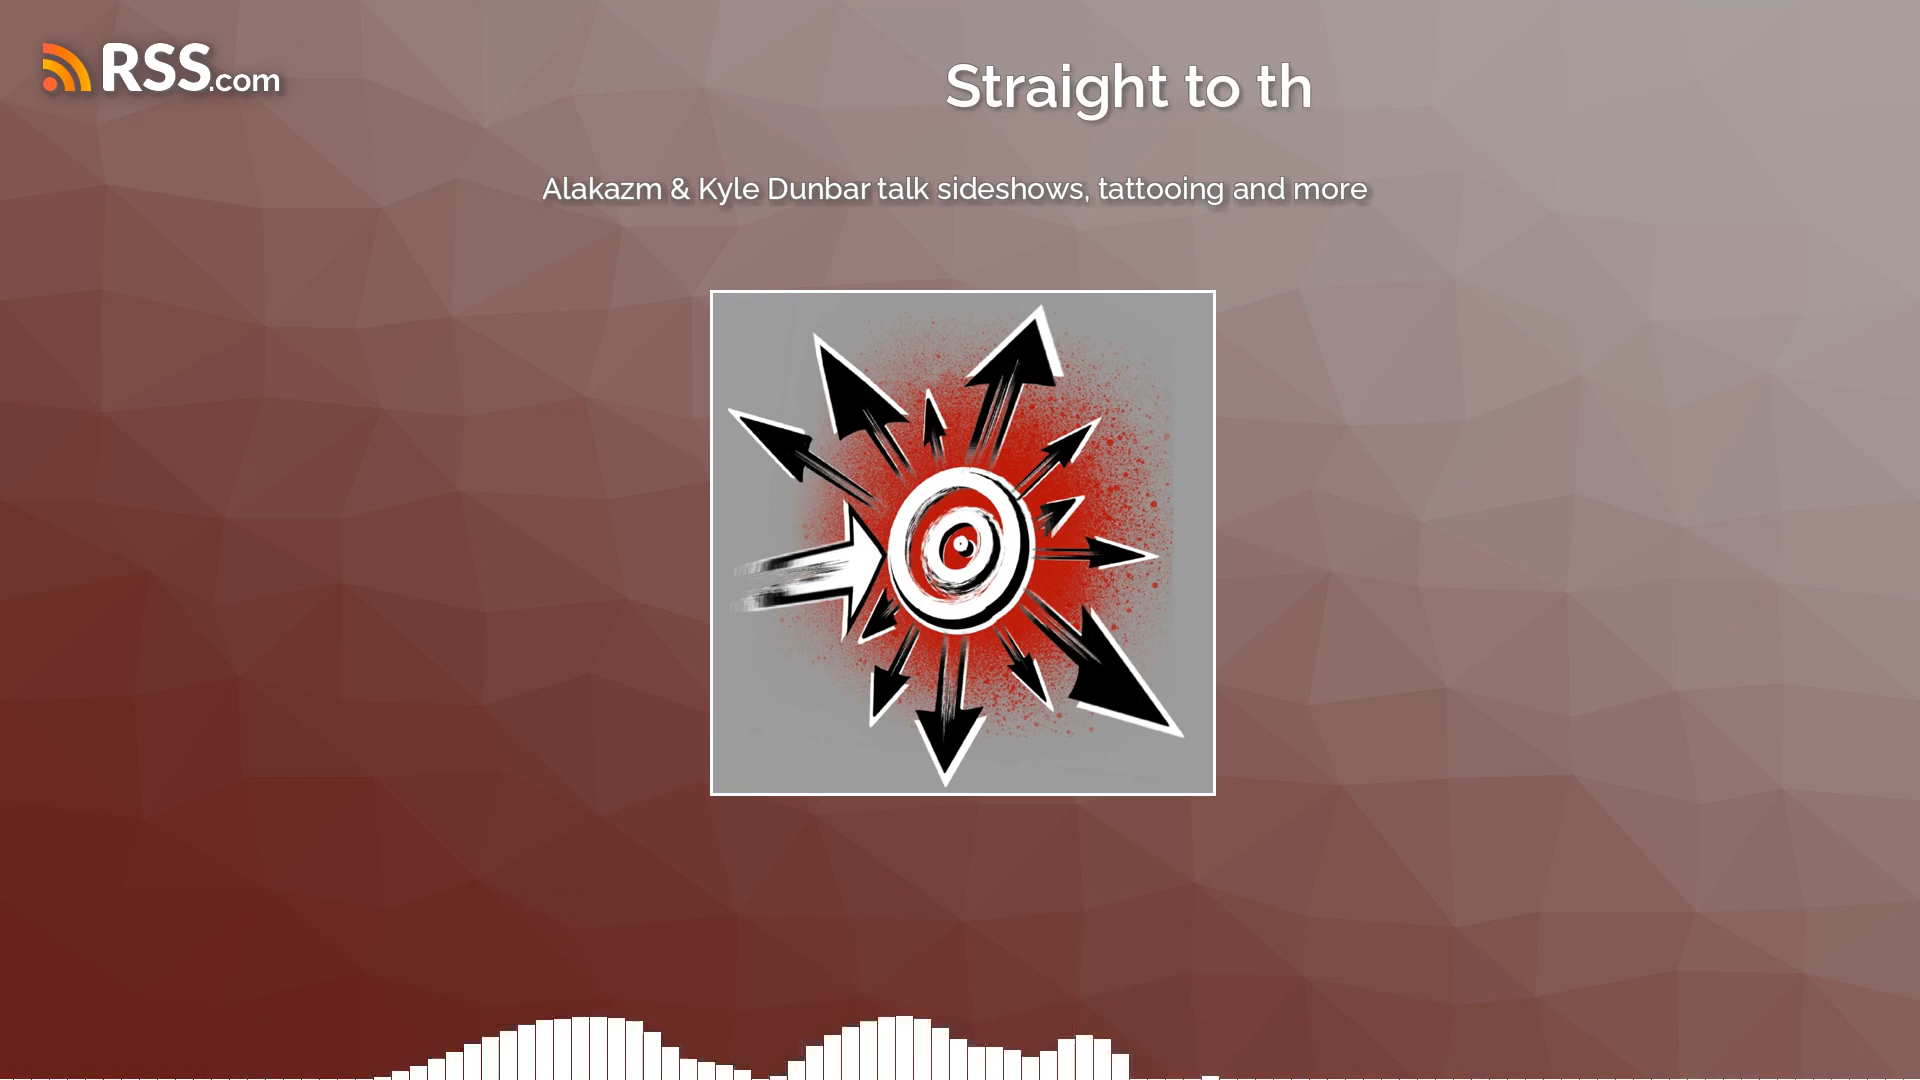 RSS.com
Straight to th
Alakazm & Kyle Dunbar talk sideshows, tattooing and more